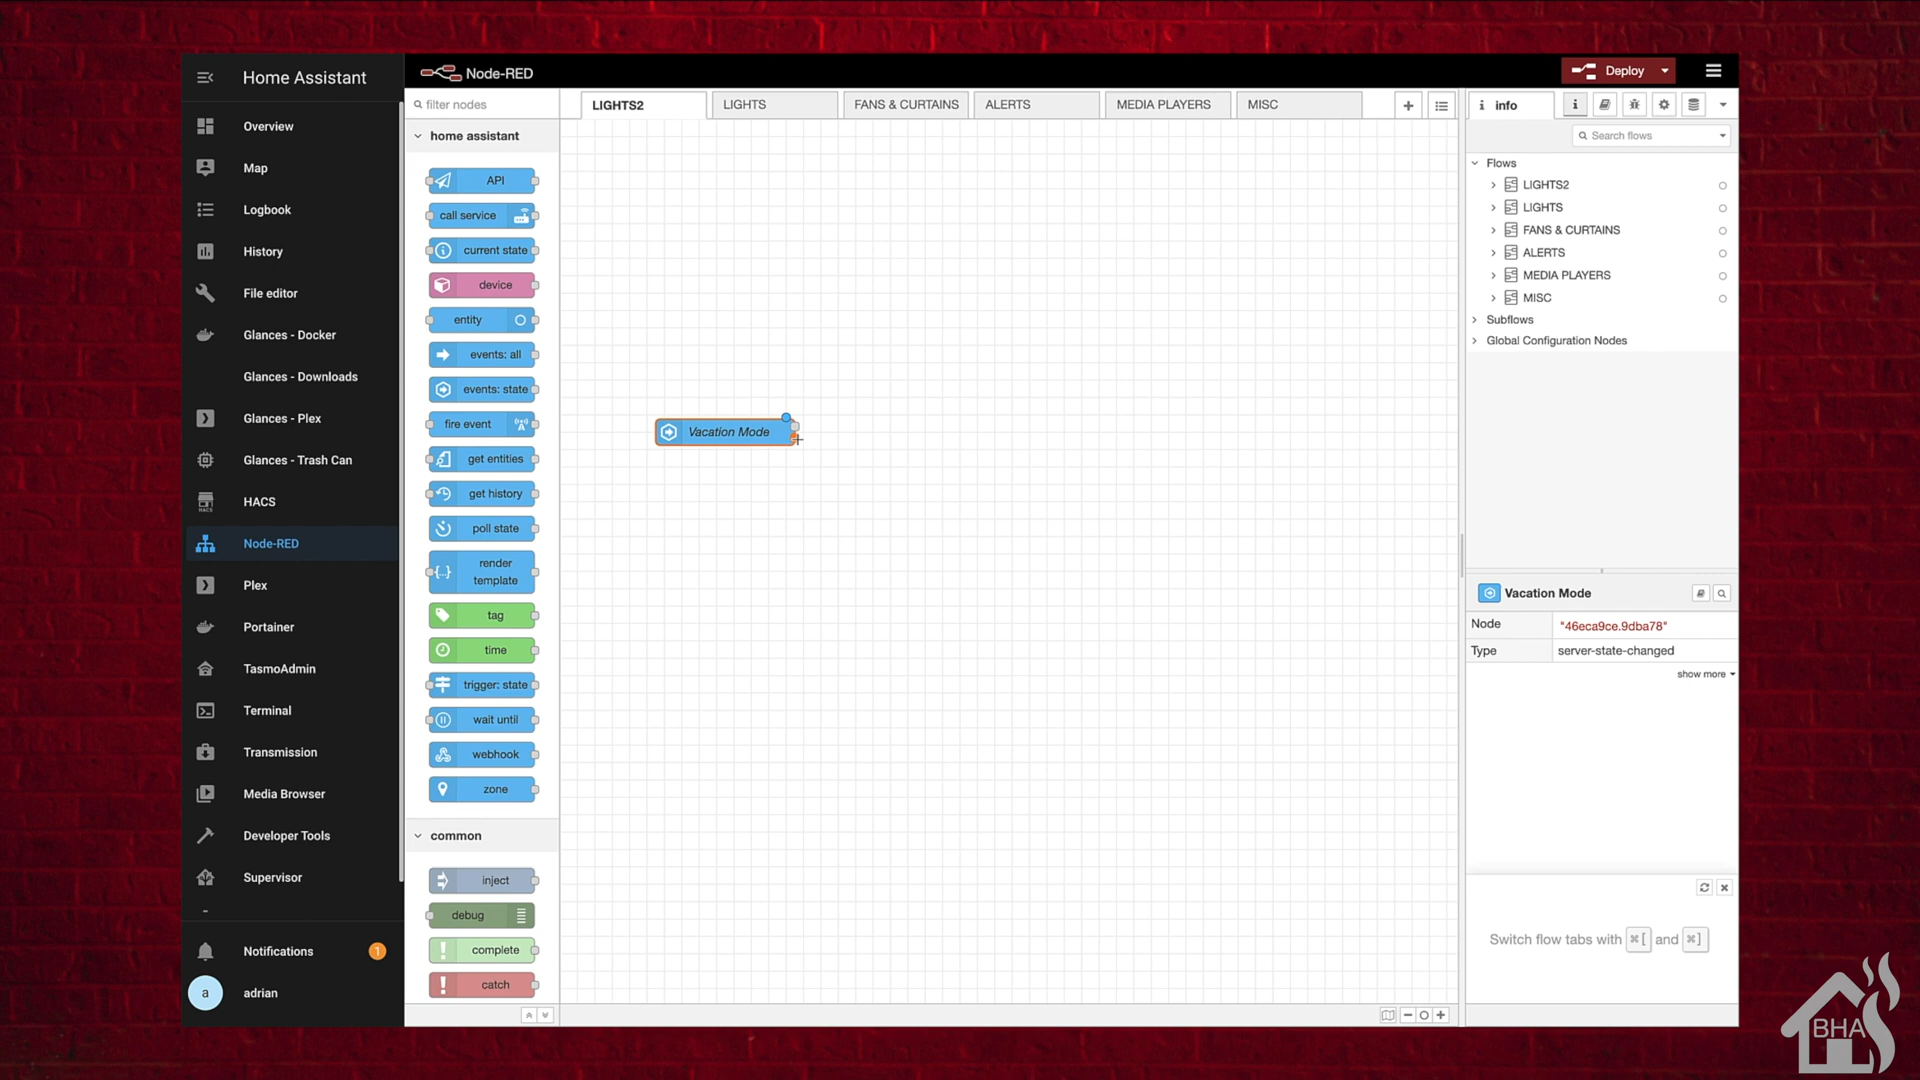 Home Assistant
Overview
Map
Logbook
History
File editor
Glances - Docker
Glances - Downloads
Glances - Plex
Glances - Trash Can
HACS
HACS
Node-RED
Plex
Portainer
TasmoAdmin
Terminal
Transmission
Media Browser
Developer Tools
Supervisor
Notifications
1
a
adrian
Node-RED
Deploy
filter nodes
home assistant
API
call service
current state
device
entity
events: all
events: state
fire event
get entities
get history
poll state
render
template
tag
time
trigger: state
wait until
webhook
zone
common
inject
debug
complete
catch
LIGHTS2
LIGHTS
FANS & CURTAINS
ALERTS
MEDIA PLAYERS
MISC
Vacation Mode
i info
i
Search flows
Flows
LIGHTS2
LIGHTS
FANS & CURTAINS
ALERTS
MEDIA PLAYERS
MISC
Subflows
Global Configuration Nodes
Vacation Mode
Node "46eca9ce.9dba78"
Type server-state-changed
show more
Switch flow tabs with ⌘[ and ⌘]
BHA